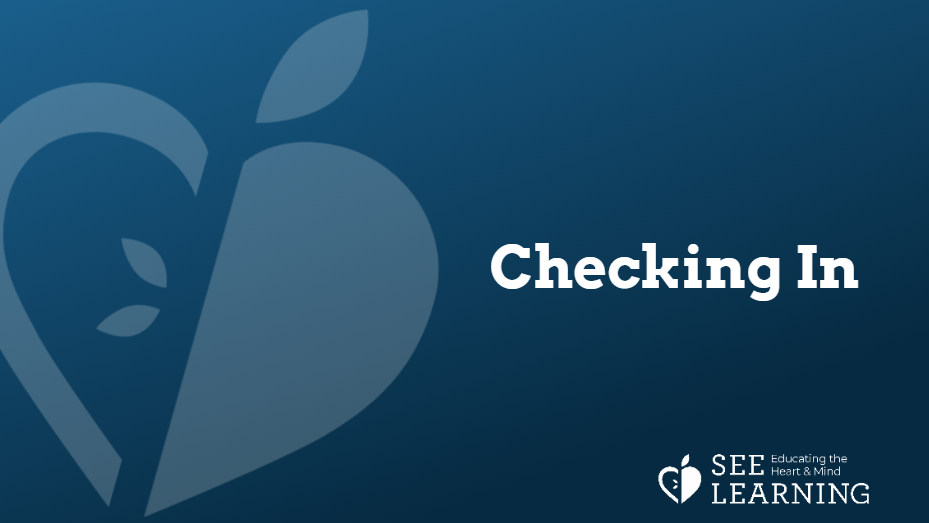 Checking In
SEE Educating the
Heart & Mind
LEARNING